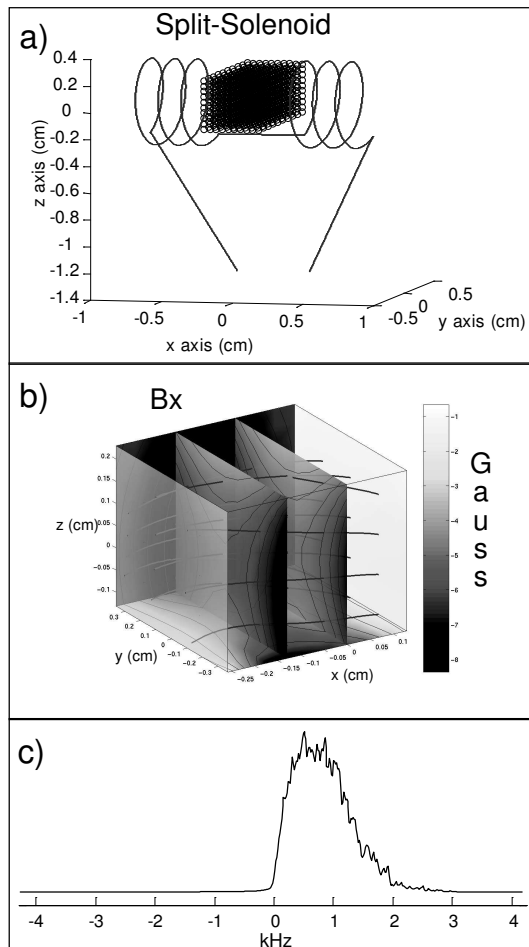 Split-Solenoid
a)
0.4
0.2
0
-0.2
-0.4
-0.6
-0.8
-1
-1.2
-1.4
z axis (cm)
-1 -0.5 0 0.5 1
x axis (cm)
-0.5 0 0.5
y axis (cm)
b)
Bx
0.2
0.15
0.1
0.05
0
-0.05
-0.1
z (cm)
0.3 0.2 0.1 0 -0.1 -0.2 -0.3
y (cm)
-0.25 -0.2 -0.15 -0.1 -0.05 0 0.05 0.1
x (cm)
-1
-2
-3
-4
-5
-6
-7
-8
Gauss
c)
-4 -3 -2 -1 0 1 2 3 4
kHz